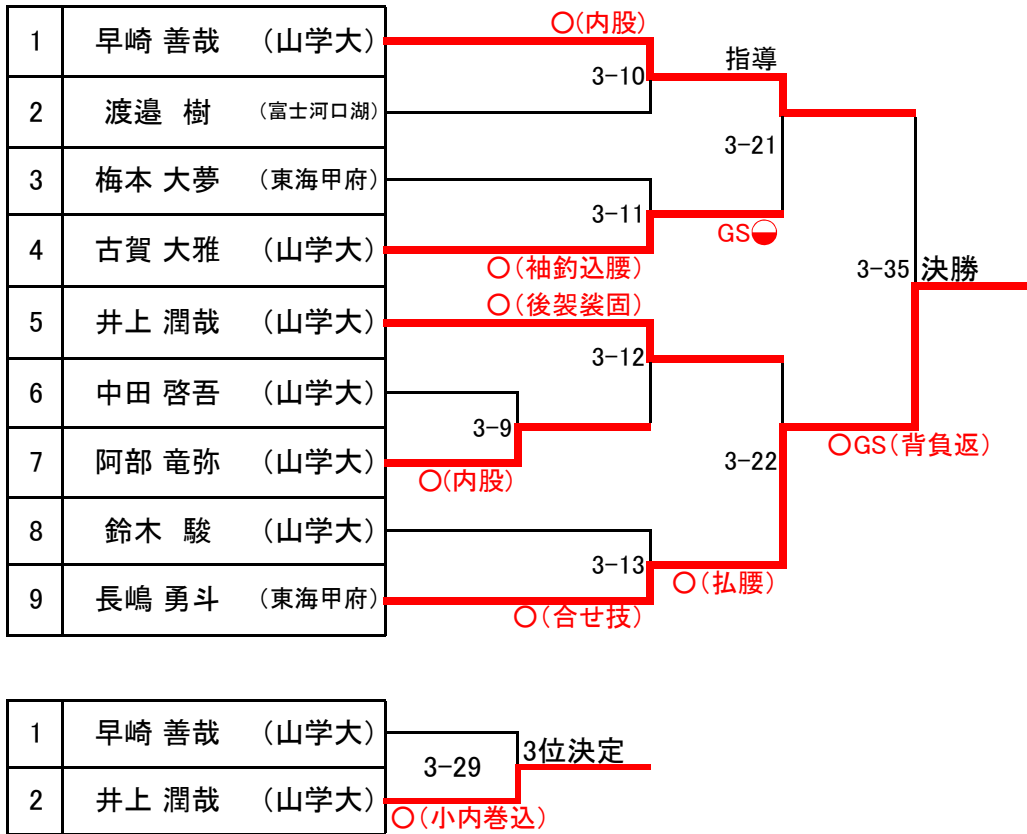 ○(内股)
1 早崎 善哉 (山学大)
指導
3-10
2 渡邉 樹 (富士河口湖)
3-21
3 梅本 大夢 (東海甲府)
3-11
GS
4 古賀 大雅 (山学大)
○(袖釣込腰)
3-35 決勝
○(後袈裟固)
5 井上 潤哉 (山学大)
3-12
6 中田 啓吾 (山学大)
3-9
○GS(背負返)
7 阿部 竜弥 (山学大)
3-22
○(内股)
8 鈴木 駿 (山学大)
3-13
○(払腰)
9 長嶋 勇斗 (東海甲府)
○(合せ技)
1 早崎 善哉 (山学大)
3位決定
3-29
2 井上 潤哉 (山学大)
○(小内巻込)